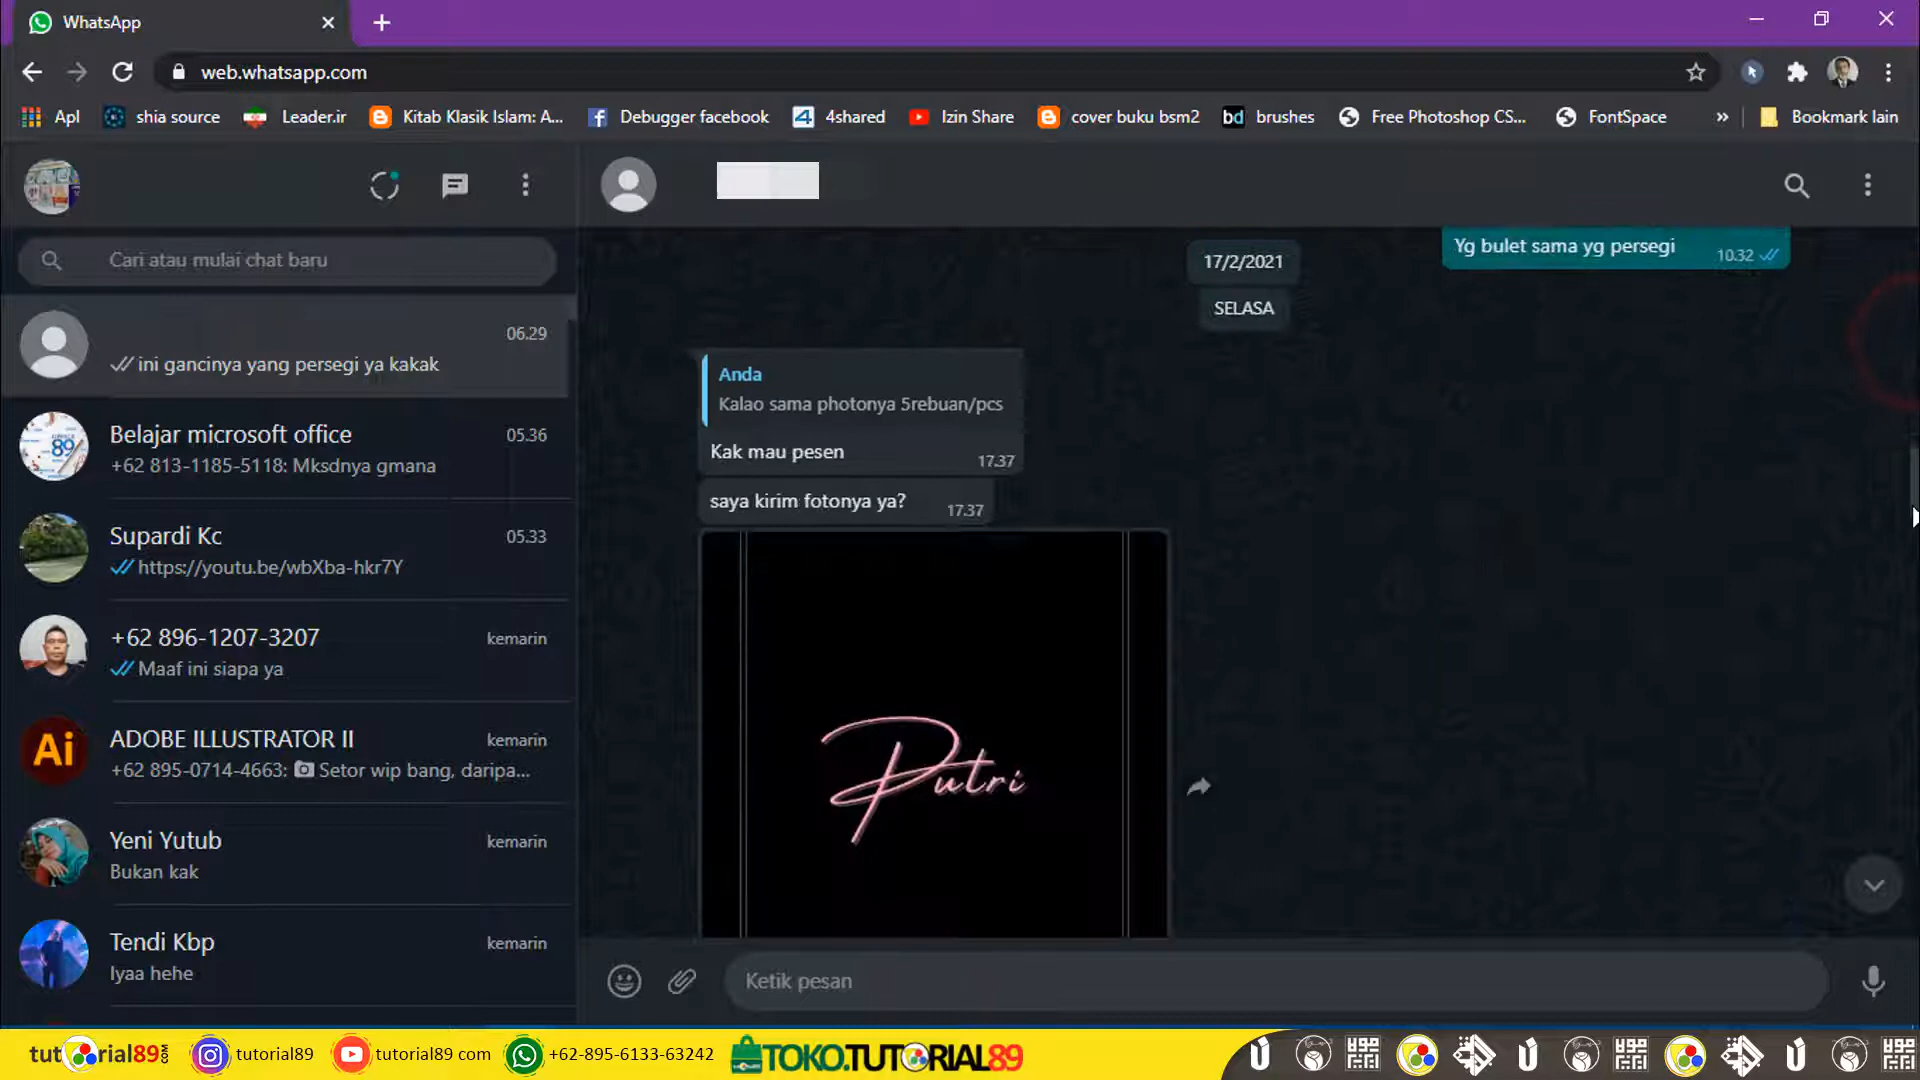 WhatsApp
web.whatsapp.com
Apl
shia source
Leader.ir
Kitab Klasik Islam: A...
Debugger facebook
4shared
Izin Share
cover buku bsm2
bd brushes
Free Photoshop CS...
FontSpace
»
Bookmark lain
Cari atau mulai chat baru
06.29
ini gancinya yang persegi ya kakak
Belajar microsoft office
05.36
+62 813-1185-5118: Mksdnya gmana
89
Supardi Kc
05.33
https://youtu.be/wbXba-hkr7Y
+62 896-1207-3207
kemarin
Maaf ini siapa ya
Ai
ADOBE ILLUSTRATOR II
kemarin
+62 895-0714-4663: Setor wip bang, daripa...
Yeni Yutub
kemarin
Bukan kak
Tendi Kbp
kemarin
Iyaa hehe
Yg bulet sama yg persegi
10.32
17/2/2021
SELASA
Anda
Kalao sama photonya 5rebuan/pcs
Kak mau pesen
17.37
saya kirim fotonya ya?
17.37
Putri
Ketik pesan
tutorial89.com
tutorial89
tutorial89 com
+62-895-6133-63242
TOKO.TUTORIAL89